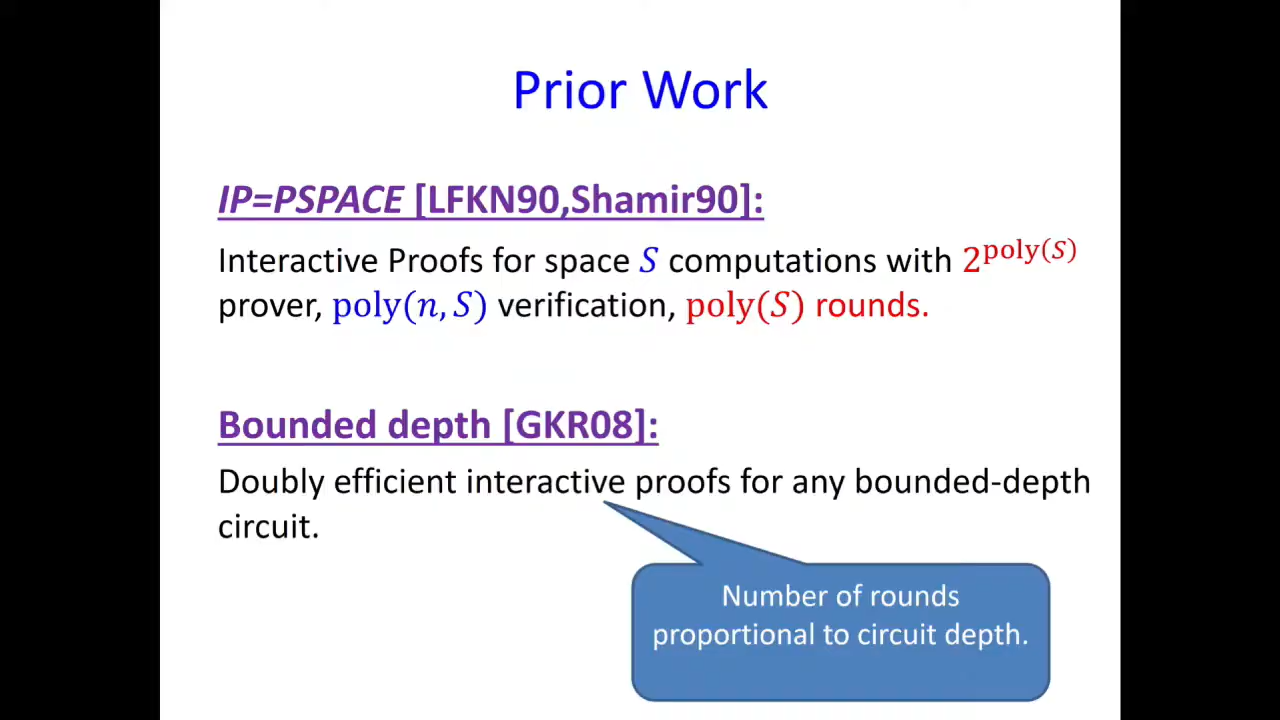 Prior Work
IP=PSPACE [LFKN90,Shamir90]:
Interactive Proofs for space 𝑆 computations with 2^poly(𝑆)
prover, poly(𝑛, 𝑆) verification, poly(𝑆) rounds.
Bounded depth [GKR08]:
Doubly efficient interactive proofs for any bounded-depth
circuit.
Number of rounds
proportional to circuit depth.